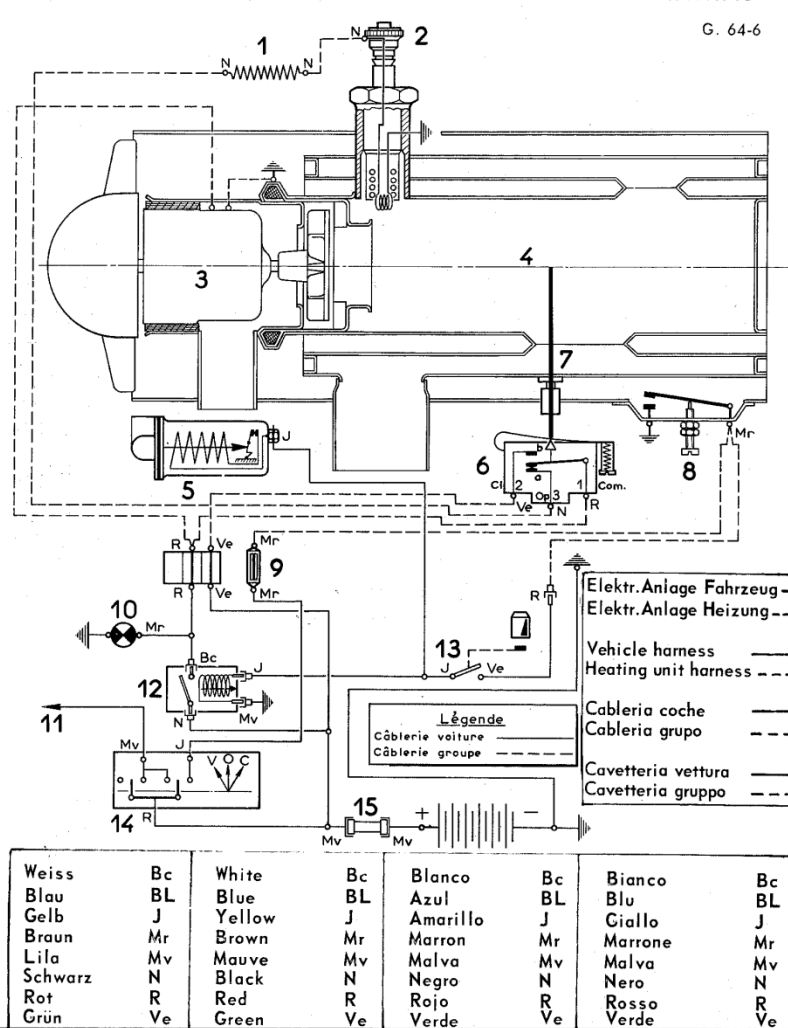 G. 64-6
1
N
N
N
2
3
4
7
5
J
6
b
a
Cl
2
Op
3
1
Com.
Ve
N
R
8
Mr
R
Ve
R
Ve
9
Mr
Mr
10
Mr
R
13
J
Ve
12
Bc
J
Mv
N
11
Mv
J
V O C
14
R
15
Mv
Mv
+
−
Légende
Câblerie voiture
Câblerie groupe
Elektr.Anlage Fahrzeug
Elektr.Anlage Heizung
Vehicle harness
Heating unit harness
Cableria coche
Cableria grupo
Cavetteria vettura
Cavetteria gruppo
Weiss Bc White Bc Blanco Bc Bianco Bc
Blau BL Blue BL Azul BL Blu BL
Gelb J Yellow J Amarillo J Giallo J
Braun Mr Brown Mr Marron Mr Marrone Mr
Lila Mv Mauve Mv Malva Mv Malva Mv
Schwarz N Black N Negro N Nero N
Rot R Red R Rojo R Rosso R
Grün Ve Green Ve Verde Ve Verde Ve